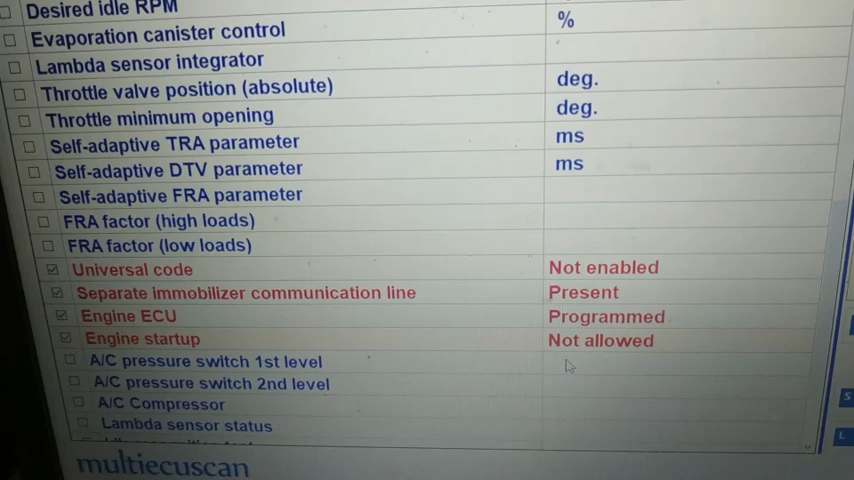 Desired idle RPM
Evaporation canister control %
Lambda sensor integrator
Throttle valve position (absolute) deg.
Throttle minimum opening deg.
Self-adaptive TRA parameter ms
Self-adaptive DTV parameter ms
Self-adaptive FRA parameter
FRA factor (high loads)
FRA factor (low loads)
Universal code Not enabled
Separate immobilizer communication line Present
Engine ECU Programmed
Engine startup Not allowed
A/C pressure switch 1st level
A/C pressure switch 2nd level
A/C Compressor
Lambda sensor status
multiecuscan
S
L